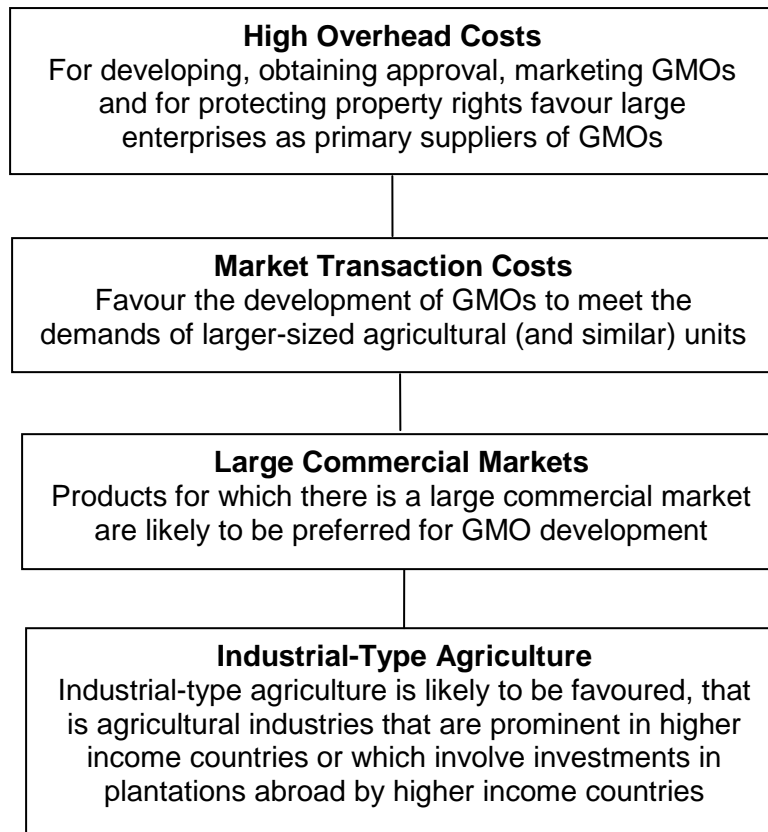 High Overhead Costs
For developing, obtaining approval, marketing GMOs
and for protecting property rights favour large
enterprises as primary suppliers of GMOs
Market Transaction Costs
Favour the development of GMOs to meet the
demands of larger-sized agricultural (and similar) units
Large Commercial Markets
Products for which there is a large commercial market
are likely to be preferred for GMO development
Industrial-Type Agriculture
Industrial-type agriculture is likely to be favoured, that
is agricultural industries that are prominent in higher
income countries or which involve investments in
plantations abroad by higher income countries